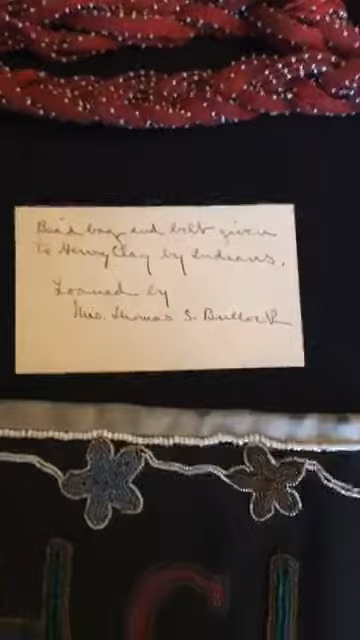 Bead bag and belt given
to Henry Clay by Indians.
Loaned by
Mrs. Thomas S. Bullock
H C